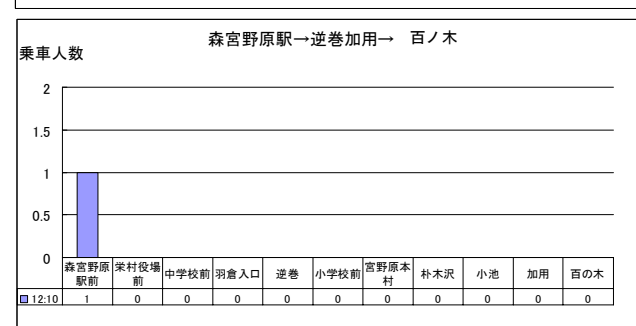 森宮野原駅→逆巻加用→　百ノ木
乗車人数
2
1.5
1
0.5
0
森宮野原駅前 栄村役場前 中学校前 羽倉入口 逆巻 小学校前 宮野原本村 朴木沢 小池 加用 百の木
12:10 1 0 0 0 0 0 0 0 0 0 0